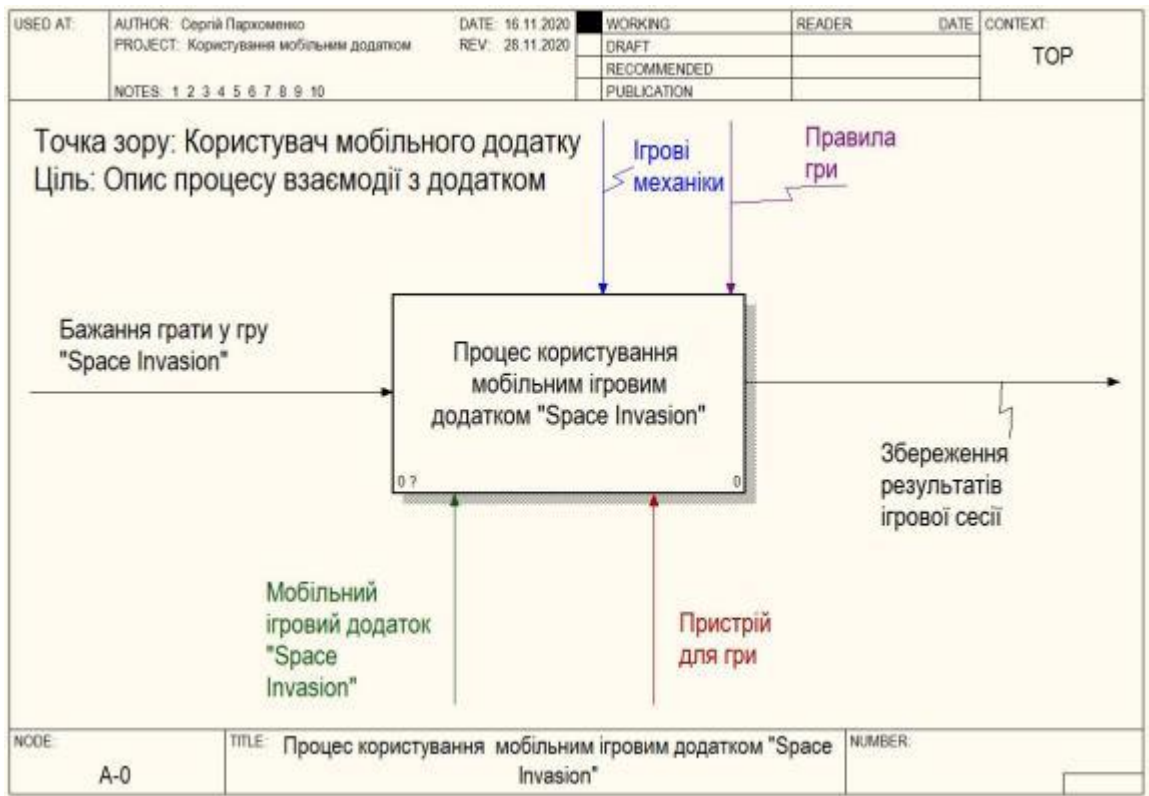 USED AT:
AUTHOR: Сергій Пархоменко
DATE: 16.11.2020
PROJECT: Користування мобільним додатком
REV: 28.11.2020
NOTES: 1 2 3 4 5 6 7 8 9 10
WORKING
DRAFT
RECOMMENDED
PUBLICATION
READER
DATE
CONTEXT:
TOP
Точка зору: Користувач мобільного додатку
Ціль: Опис процесу взаємодії з додатком
Ігрові
механіки
Правила
гри
Бажання грати у гру
"Space Invasion"
Процес користування
мобільним ігровим
додатком "Space Invasion"
0 ?
0
Збереження
результатів
ігрової сесії
Мобільний
ігровий додаток
"Space
Invasion"
Пристрій
для гри
NODE:
A-0
TITLE:
Процес користування мобільним ігровим додатком "Space
Invasion"
NUMBER: